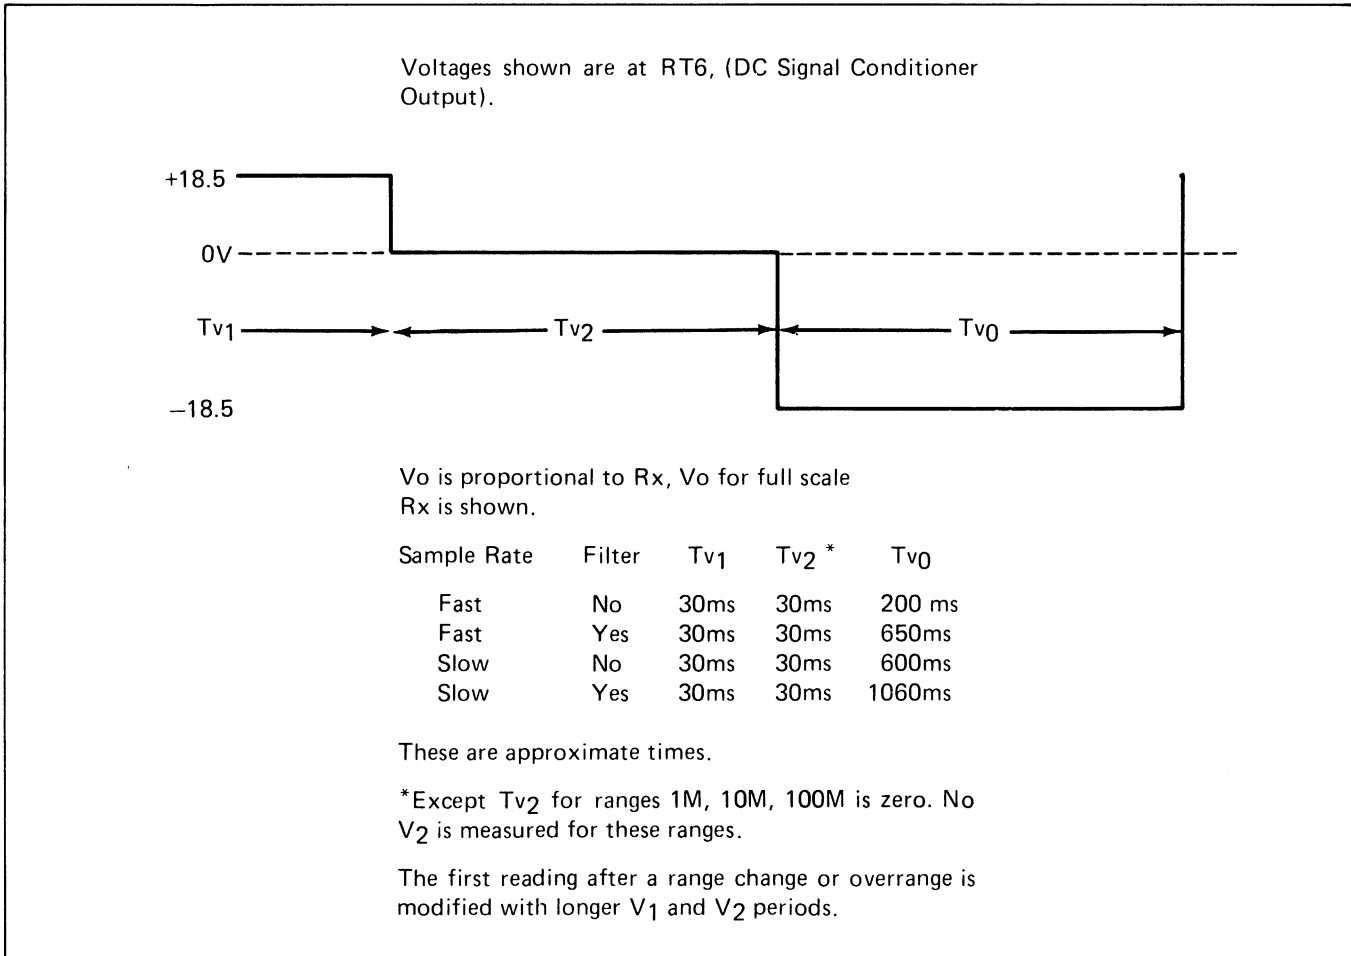 Voltages shown are at RT6, (DC Signal Conditioner
Output).
+18.5
0V
Tv1
Tv2
Tv0
−18.5
Vo is proportional to Rx, Vo for full scale
Rx is shown.
Sample Rate Filter Tv1 Tv2 * Tv0
Fast No 30ms 30ms 200 ms
Fast Yes 30ms 30ms 650ms
Slow No 30ms 30ms 600ms
Slow Yes 30ms 30ms 1060ms
These are approximate times.
*Except Tv2 for ranges 1M, 10M, 100M is zero. No
V2 is measured for these ranges.
The first reading after a range change or overrange is
modified with longer V1 and V2 periods.